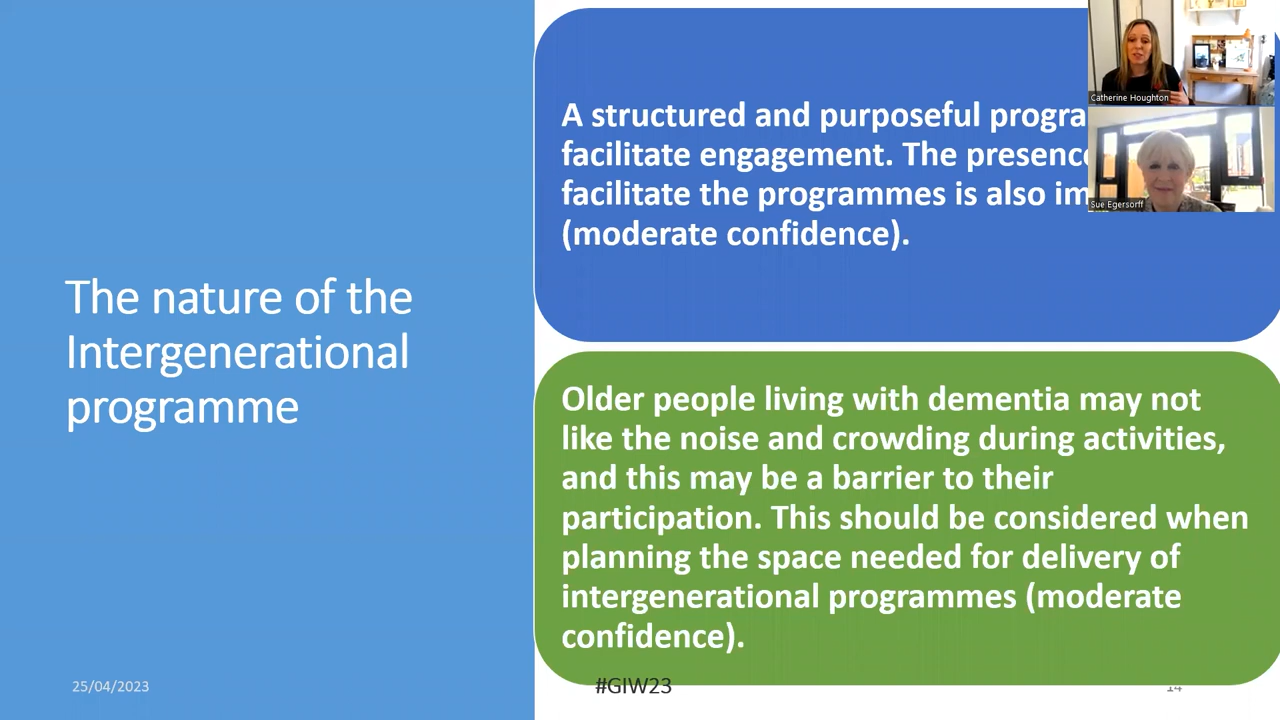 The nature of the
Intergenerational
programme
A structured and purposeful progra
facilitate engagement. The presence
facilitate the programmes is also im
(moderate confidence).
Older people living with dementia may not
like the noise and crowding during activities,
and this may be a barrier to their
participation. This should be considered when
planning the space needed for delivery of
intergenerational programmes (moderate
confidence).
Catherine Houghton
Sue Egersorff
25/04/2023
#GIW23
14